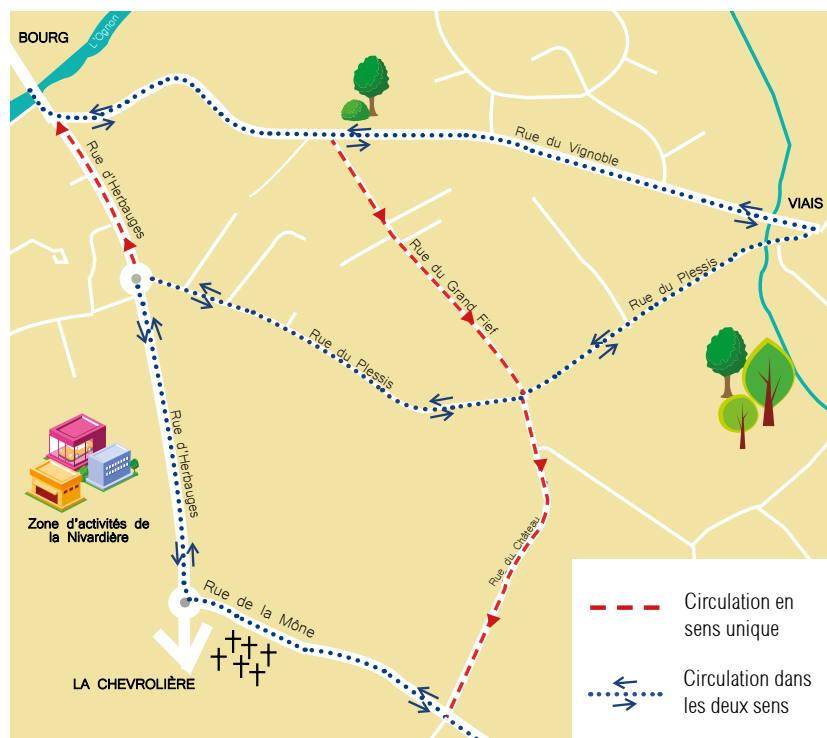 BOURG
L'Ognon
Rue du Vignoble
Rue d'Herbauges
VIAIS
Rue du Grand Fief
Rue du Plessis
Rue du Plessis
Rue d'Herbauges
Zone d'activités de
la Nivardière
Rue du Château
Rue de la Mône
LA CHEVROLIÈRE
Circulation en
sens unique
Circulation dans
les deux sens